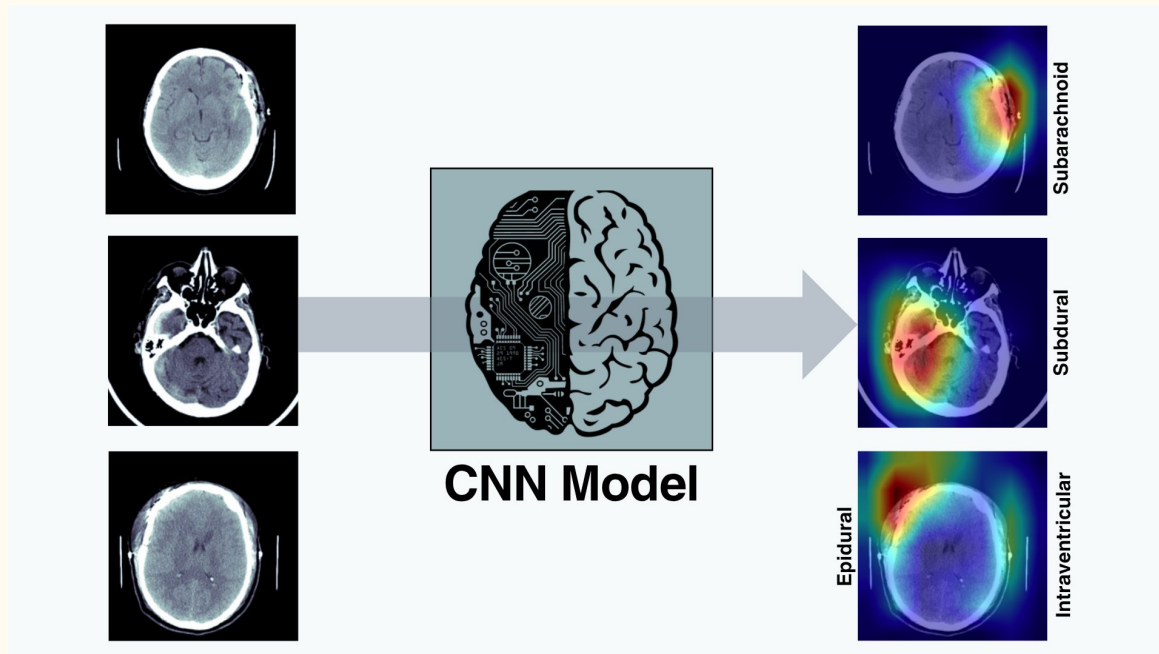 Subarachnoid
Subdural
CNN Model
Epidural
Intraventricular